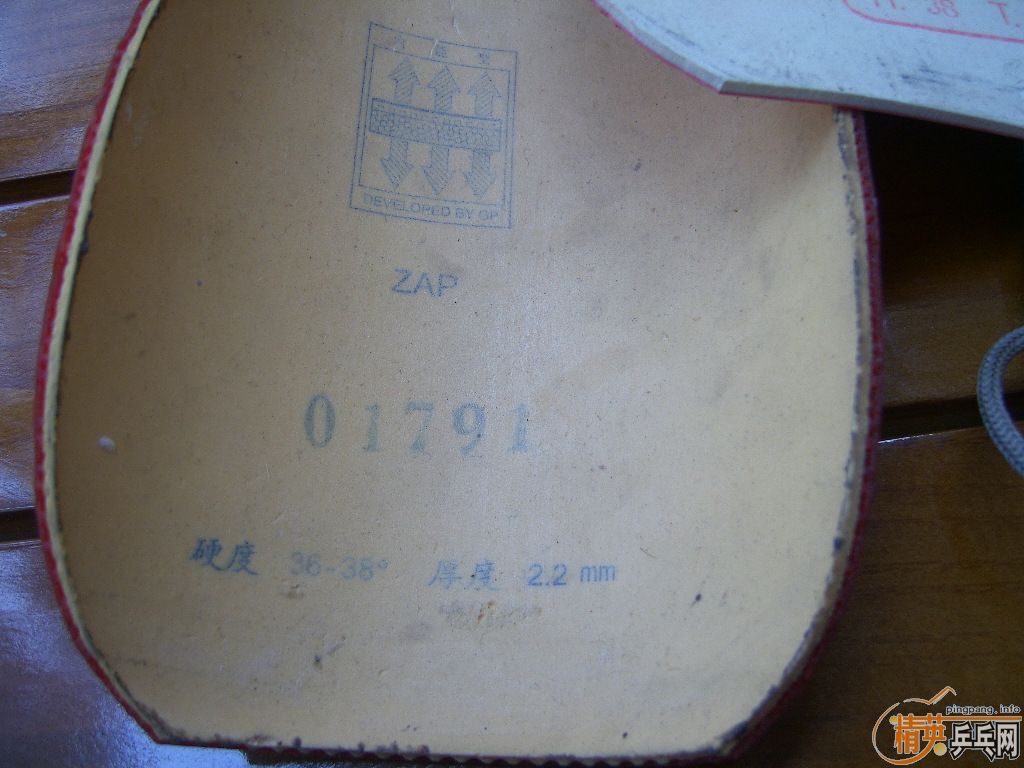 H. 38 T.
DEVELOPED BY GP
ZAP
01791
硬度 36-38° 厚度 2.2 mm
pingpang.info
精英乒乓网